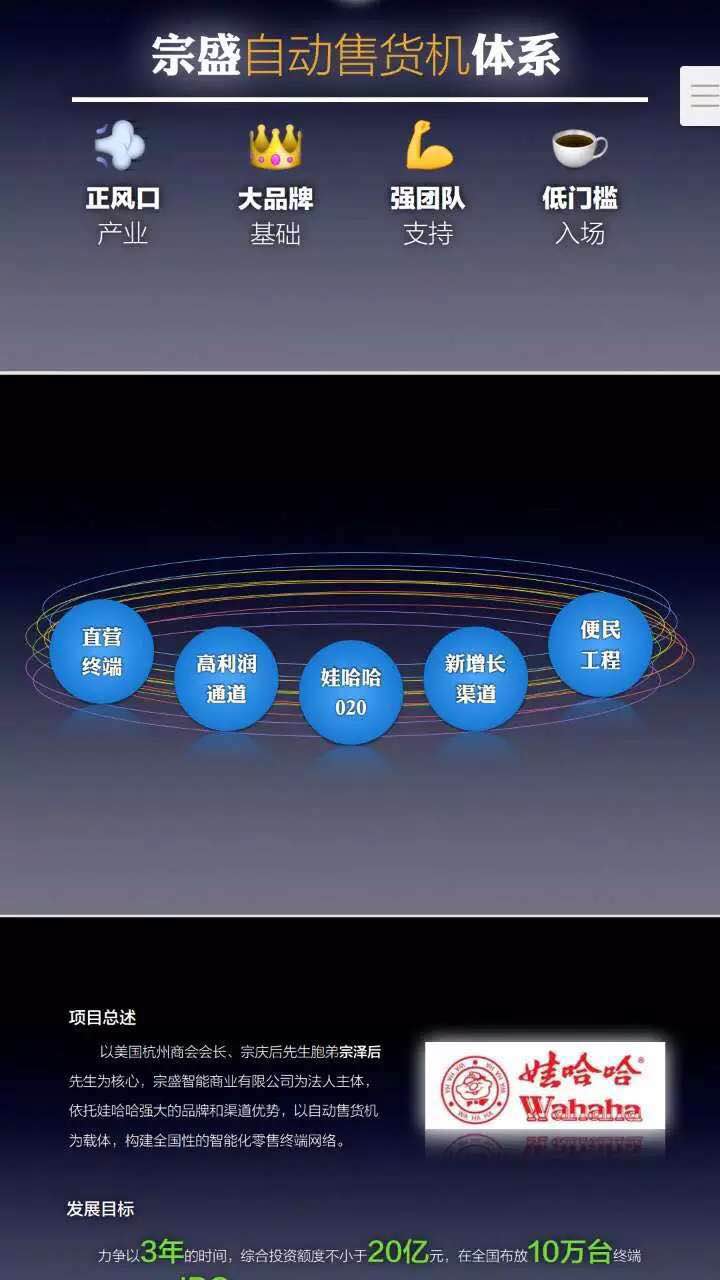 宗盛自动售货机体系
正风口 大品牌 强团队 低门槛
产业 基础 支持 入场
直营
终端
高利润
通道
娃哈哈
020
新增长
渠道
便民
工程
项目总述
以美国杭州商会会长、宗庆后先生胞弟宗泽后
先生为核心，宗盛智能商业有限公司为法人主体，
依托娃哈哈强大的品牌和渠道优势，以自动售货机
为载体，构建全国性的智能化零售终端网络。
娃哈哈®
Wahaha
发展目标
力争以3年的时间，综合投资额度不小于20亿元，在全国布放10万台终端